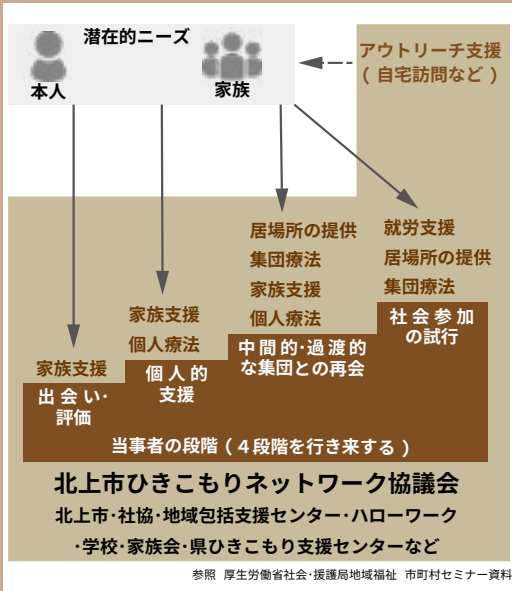 潜在的ニーズ
本人
家族
アウトリーチ支援
( 自宅訪問など )
家族支援
家族支援
個人療法
居場所の提供
集団療法
家族支援
個人療法
就労支援
居場所の提供
集団療法
出会い・
評価
個人的
支援
中間的・過渡的
な集団との再会
社会参加
の試行
当事者の段階 ( 4段階を行き来する )
北上市ひきこもりネットワーク協議会
北上市・社協・地域包括支援センター・ハローワーク
・学校・家族会・県ひきこもり支援センターなど
参照 厚生労働省社会・援護局地域福祉 市町村セミナー資料